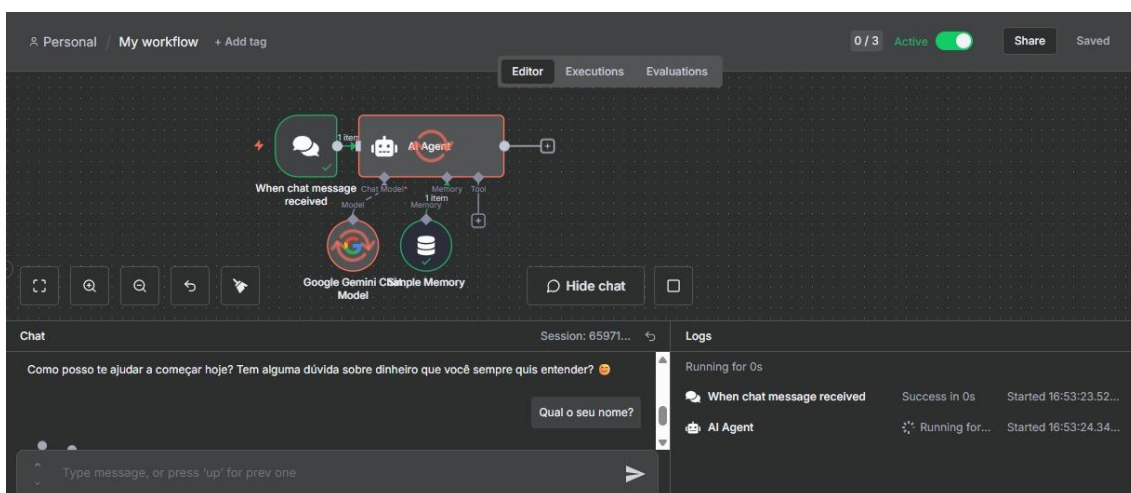 Personal / My workflow + Add tag
0 / 3 Active Share Saved
Editor Executions Evaluations
1 item
AI Agent
When chat message received
Chat Model*
Memory
Tool
Model
1 item
Memory
Google Gemini Chat Model
Simple Memory
Hide chat
Chat
Session: 65971...
Como posso te ajudar a começar hoje? Tem alguma dúvida sobre dinheiro que você sempre quis entender? 😊
Qual o seu nome?
Type message, or press 'up' for prev one
Logs
Running for 0s
When chat message received Success in 0s Started 16:53:23.52...
AI Agent Running for... Started 16:53:24.34...